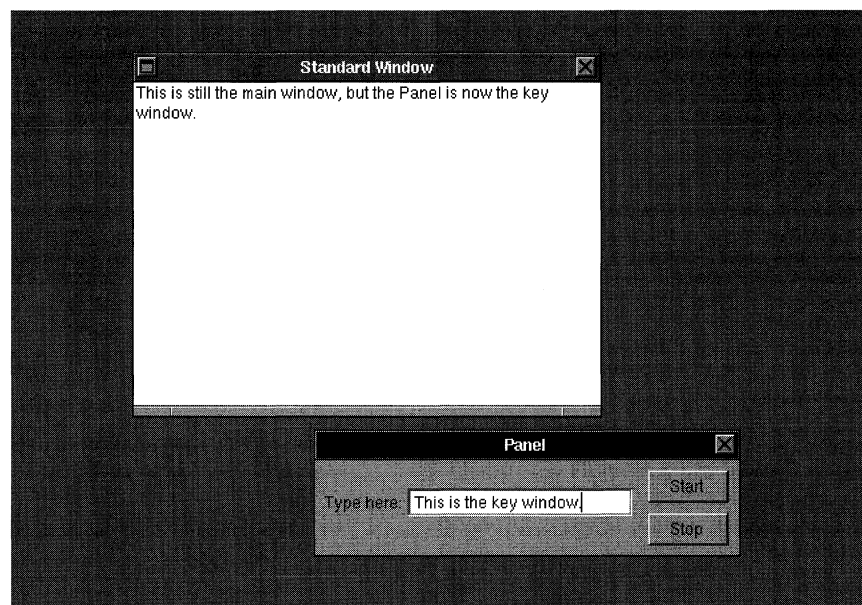 Standard Window
This is still the main window, but the Panel is now the key
window.
Panel
Type here: This is the key window.
Start
Stop